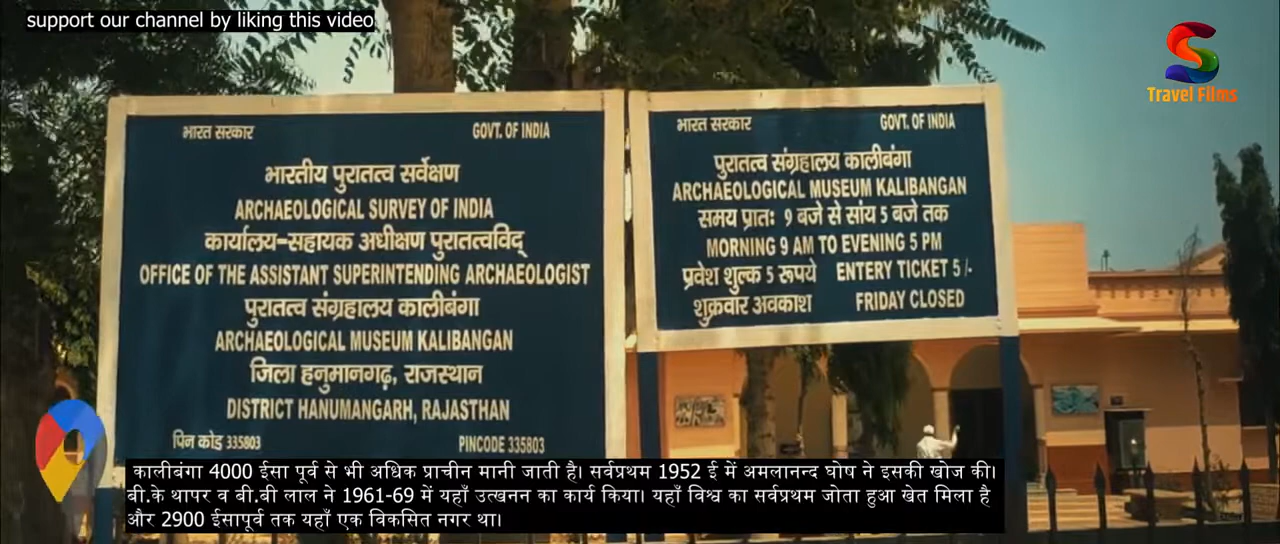 support our channel by liking this video
Travel Films
भारत सरकार GOVT. OF INDIA
भारतीय पुरातत्व सर्वेक्षण
ARCHAEOLOGICAL SURVEY OF INDIA
कार्यालय-सहायक अधीक्षण पुरातत्वविद्
OFFICE OF THE ASSISTANT SUPERINTENDING ARCHAEOLOGIST
पुरातत्व संग्रहालय कालीबंगा
ARCHAEOLOGICAL MUSEUM KALIBANGAN
जिला हनुमानगढ़, राजस्थान
DISTRICT HANUMANGARH, RAJASTHAN
पिन कोड 335803 PINCODE 335803
भारत सरकार GOVT. OF INDIA
पुरातत्व संग्रहालय कालीबंगा
ARCHAEOLOGICAL MUSEUM KALIBANGAN
समय प्रातः 9 बजे से सांय 5 बजे तक
MORNING 9 AM TO EVENING 5 PM
प्रवेश शुल्क 5 रूपये ENTERY TICKET 5/-
शुक्रवार अवकाश FRIDAY CLOSED
कालीबंगा 4000 ईसा पूर्व से भी अधिक प्राचीन मानी जाती है। सर्वप्रथम 1952 ई में अमलानन्द घोष ने इसकी खोज की।
बी.के थापर व बी.बी लाल ने 1961-69 में यहाँ उत्खनन का कार्य किया। यहाँ विश्व का सर्वप्रथम जोता हुआ खेत मिला है
और 2900 ईसापूर्व तक यहाँ एक विकसित नगर था।